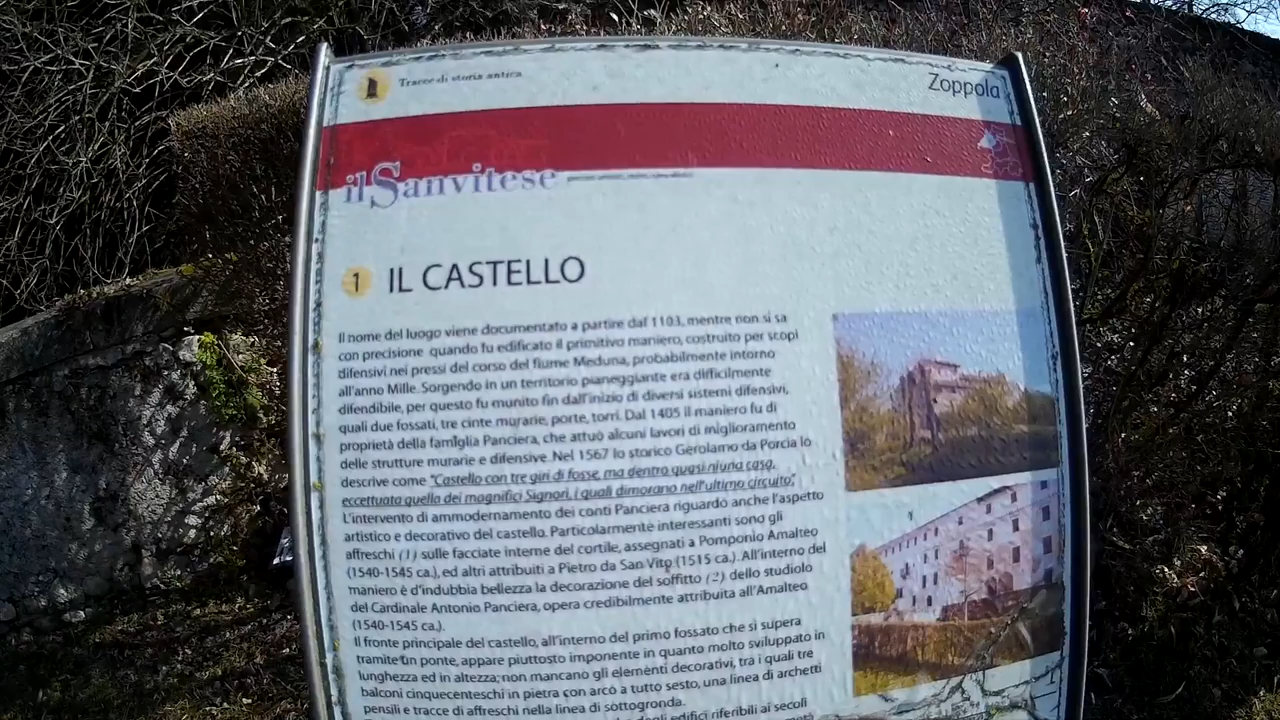 Tracce di storia antica
Zoppola
il Sanvitese
1 IL CASTELLO
Il nome del luogo viene documentato a partire dal 1103, mentre non si sa
con precisione quando fu edificato il primitivo maniero, costruito per scopi
difensivi nei pressi del corso del fiume Meduna, probabilmente intorno
all'anno Mille. Sorgendo in un territorio pianeggiante era difficilmente
difendibile, per questo fu munito fin dall'inizio di diversi sistemi difensivi,
quali due fossati, tre cinte murarie, porte, torri. Dal 1405 il maniero fu di
proprietà della famiglia Panciera, che attuò alcuni lavori di miglioramento
delle strutture murarie e difensive. Nel 1567 lo storico Gerolamo da Porcia lo
descrive come "Castello con tre giri di fosse, ma dentro quasi niuna casa,
eccettuata quella dei magnifici Signori, i quali dimorano nell'ultimo circuito".
L'intervento di ammodernamento dei conti Panciera riguardò anche l'aspetto
artistico e decorativo del castello. Particolarmente interessanti sono gli
affreschi (1) sulle facciate interne del cortile, assegnati a Pomponio Amalteo
(1540-1545 ca.), ed altri attribuiti a Pietro da San Vito (1515 ca.). All'interno del
maniero è d'indubbia bellezza la decorazione del soffitto (2) dello studiolo
del Cardinale Antonio Panciera, opera credibilmente attribuita all'Amalteo
(1540-1545 ca.).
Il fronte principale del castello, all'interno del primo fossato che si supera
tramite un ponte, appare piuttosto imponente in quanto molto sviluppato in
lunghezza ed in altezza; non mancano gli elementi decorativi, tra i quali tre
balconi cinquecenteschi in pietra con arco a tutto sesto, una linea di archetti
pensili e tracce di affreschi nella linea di sottogronda.
degli edifici riferibili ai secoli